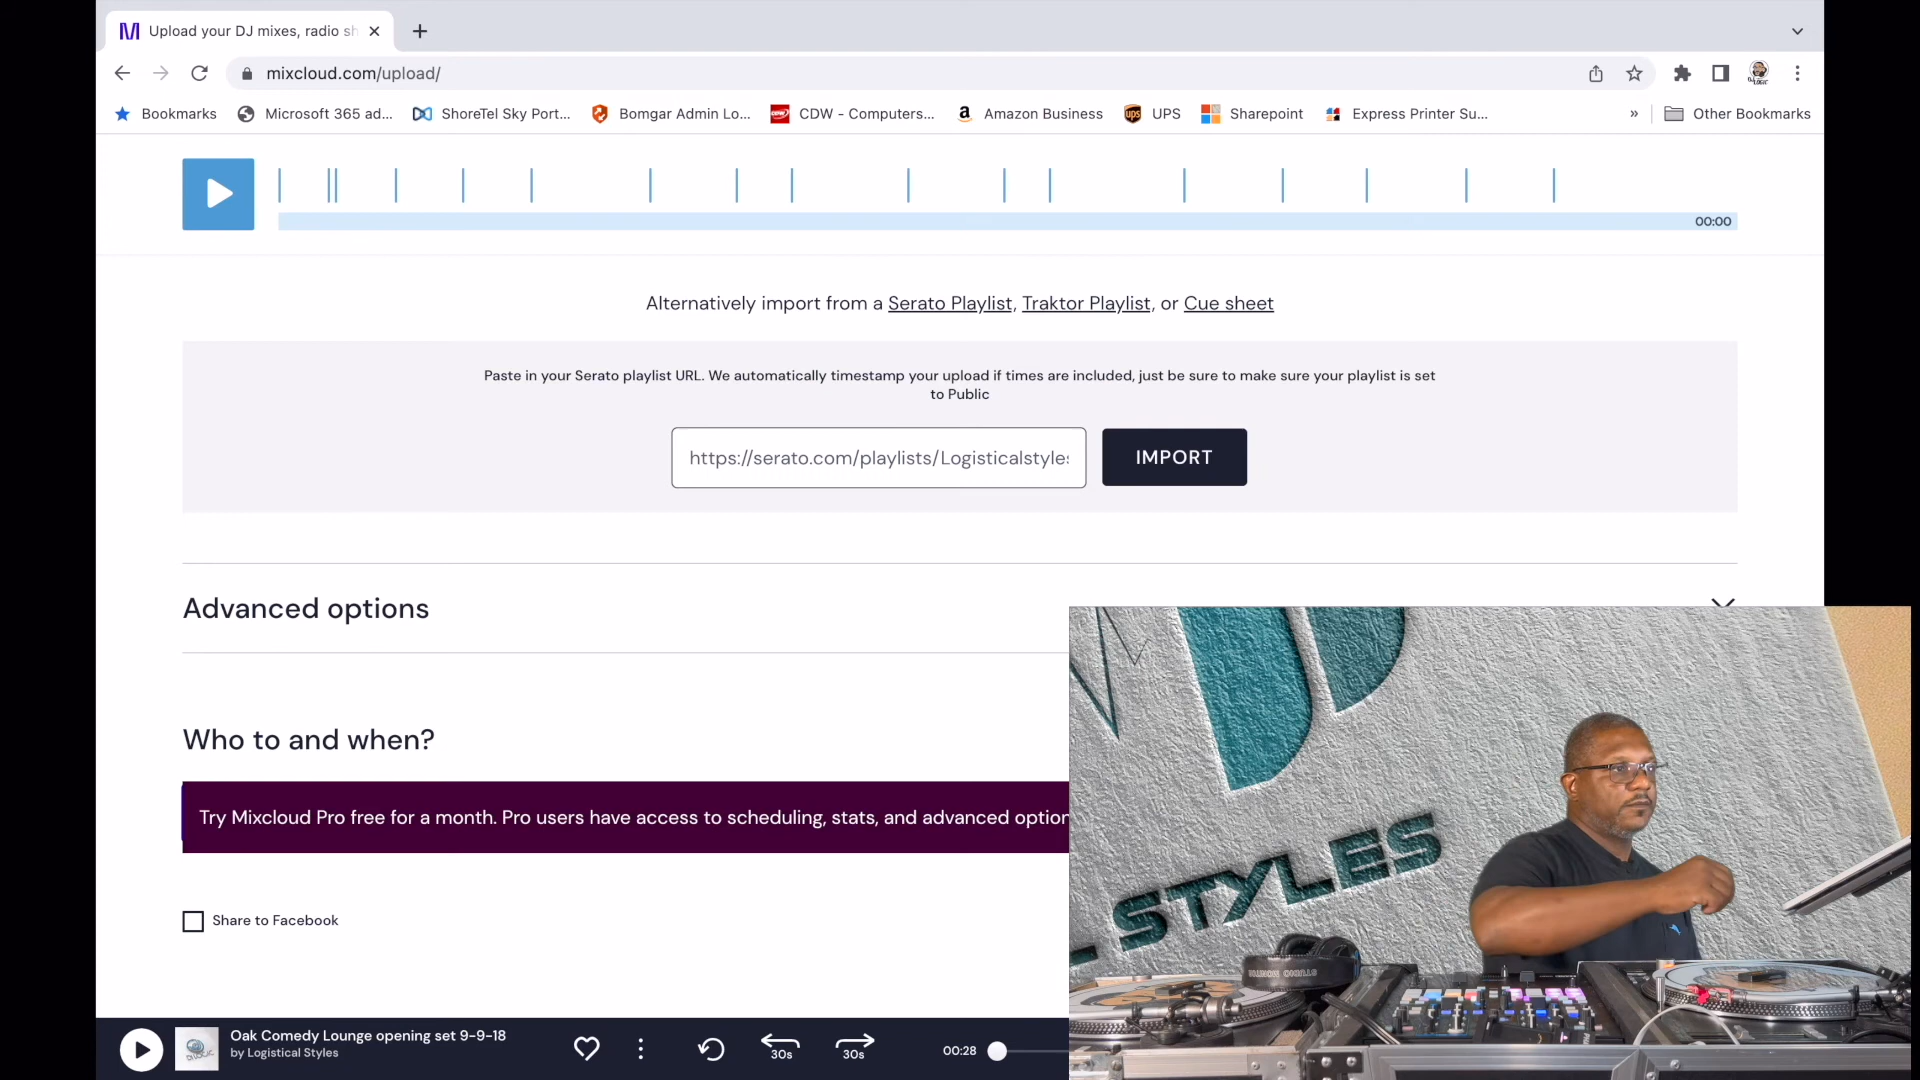 Upload your DJ mixes, radio sh
mixcloud.com/upload/
Bookmarks
Microsoft 365 ad...
ShoreTel Sky Port...
Bomgar Admin Lo...
CDW - Computers...
Amazon Business
UPS
Sharepoint
Express Printer Su...
»
Other Bookmarks
00:00
Alternatively import from a Serato Playlist, Traktor Playlist, or Cue sheet
Paste in your Serato playlist URL. We automatically timestamp your upload if times are included, just be sure to make sure your playlist is set
to Public
https://serato.com/playlists/Logisticalstyles
IMPORT
Advanced options
Who to and when?
Try Mixcloud Pro free for a month. Pro users have access to scheduling, stats, and advanced option
Share to Facebook
STYLES
Oak Comedy Lounge opening set 9-9-18
by Logistical Styles
30s
30s
00:28